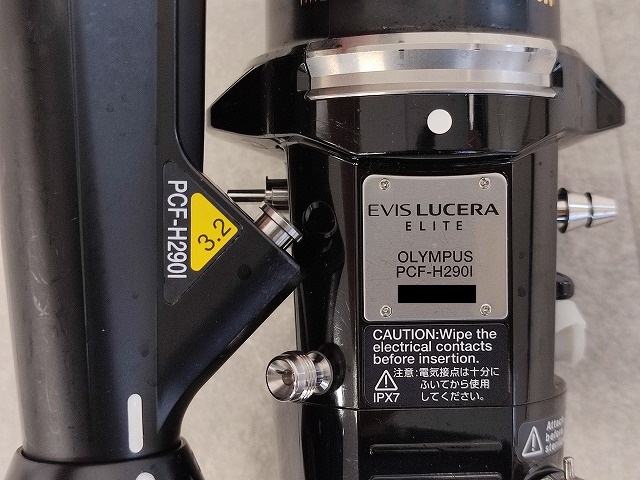 PCF-H290I
3.2
EVIS LUCERA
ELITE
OLYMPUS
PCF-H290I
CAUTION:Wipe the
electrical contacts
before insertion.
注意:電気接点は十分に
ふいてから使用
してください。
IPX7